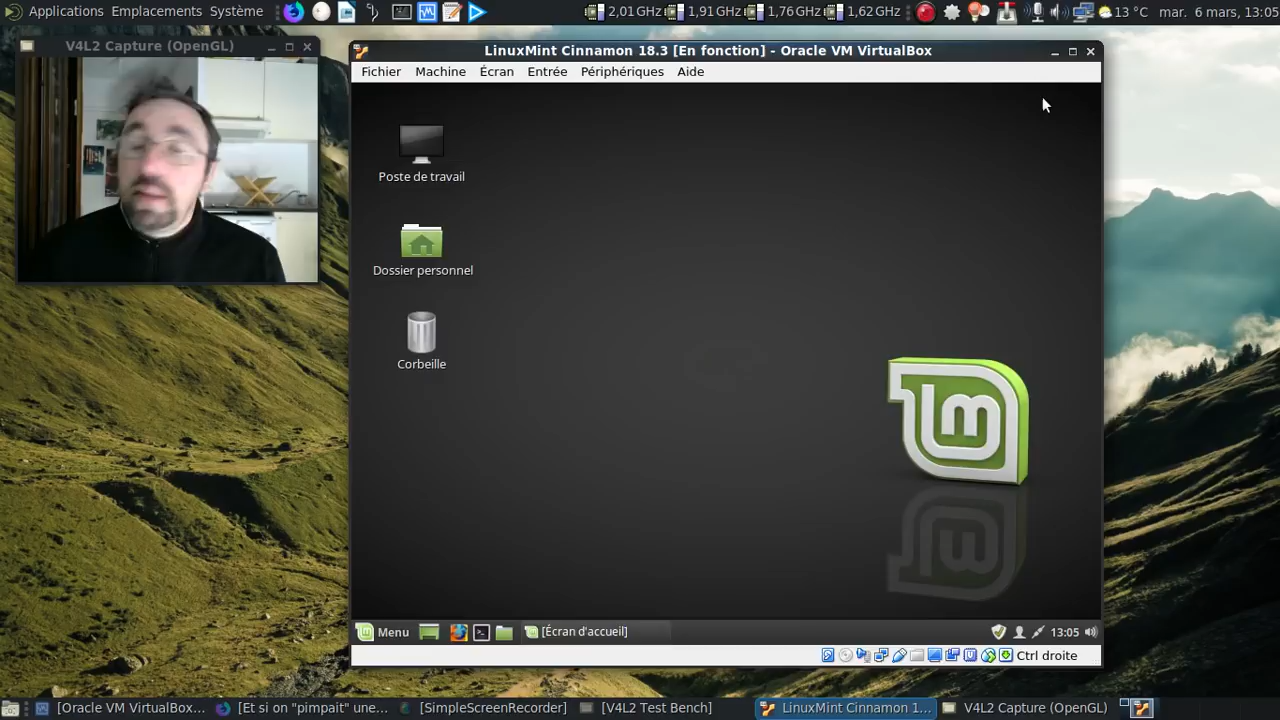 Applications Emplacements Système
2,01 GHz 1,91 GHz 1,76 GHz 1,62 GHz 13 °C mar. 6 mars, 13:05
V4L2 Capture (OpenGL)
LinuxMint Cinnamon 18.3 [En fonction] - Oracle VM VirtualBox
Fichier Machine Écran Entrée Périphériques Aide
Poste de travail
Dossier personnel
Corbeille
lm
Menu [Écran d'accueil] 13:05
Ctrl droite
[Oracle VM VirtualBox... [Et si on "pimpait" une... [SimpleScreenRecorder] [V4L2 Test Bench] LinuxMint Cinnamon 1... V4L2 Capture (OpenGL)